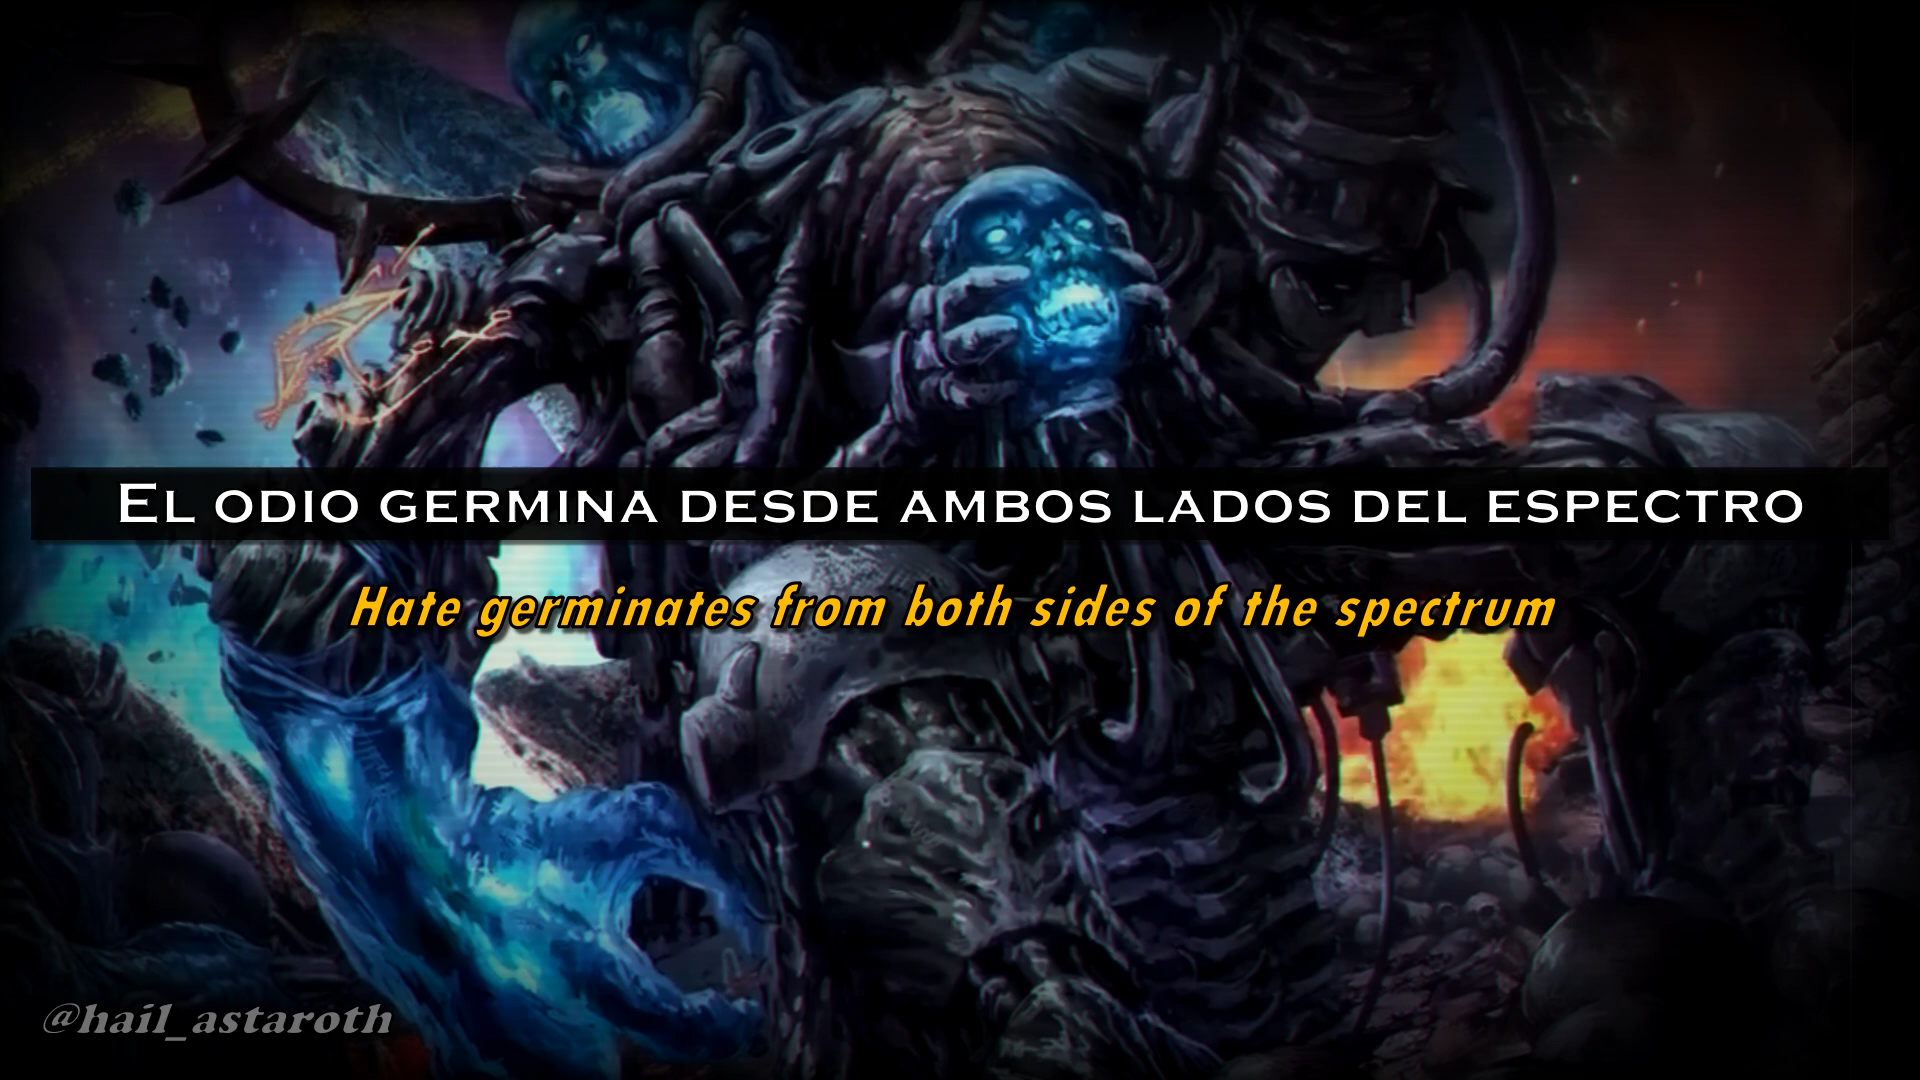 El odio germina desde ambos lados del espectro
Hate germinates from both sides of the spectrum
@hail_astaroth